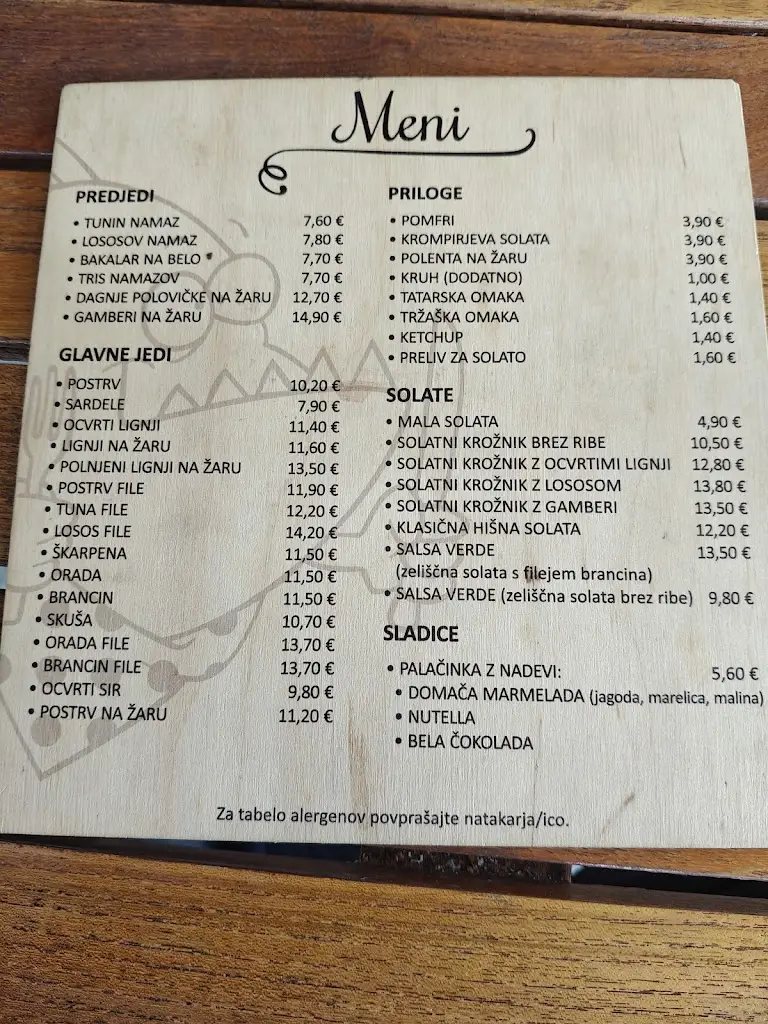 Meni
PREDJEDI
• TUNIN NAMAZ 7,60 €
• LOSOSOV NAMAZ 7,80 €
• BAKALAR NA BELO 7,70 €
• TRIS NAMAZOV 7,70 €
• DAGNJE POLOVIČKE NA ŽARU 12,70 €
• GAMBERI NA ŽARU 14,90 €
GLAVNE JEDI
• POSTRV 10,20 €
• SARDELE 7,90 €
• OCVRTI LIGNJI 11,40 €
• LIGNJI NA ŽARU 11,60 €
• POLNJENI LIGNJI NA ŽARU 13,50 €
• POSTRV FILE 11,90 €
• TUNA FILE 12,20 €
• LOSOS FILE 14,20 €
• ŠKARPENA 11,50 €
• ORADA 11,50 €
• BRANCIN 11,50 €
• SKUŠA 10,70 €
• ORADA FILE 13,70 €
• BRANCIN FILE 13,70 €
• OCVRTI SIR 9,80 €
• POSTRV NA ŽARU 11,20 €
PRILOGE
• POMFRI 3,90 €
• KROMPIRJEVA SOLATA 3,90 €
• POLENTA NA ŽARU 3,90 €
• KRUH (DODATNO) 1,00 €
• TATARSKA OMAKA 1,40 €
• TRŽAŠKA OMAKA 1,60 €
• KETCHUP 1,40 €
• PRELIV ZA SOLATO 1,60 €
SOLATE
• MALA SOLATA 4,90 €
• SOLATNI KROŽNIK BREZ RIBE 10,50 €
• SOLATNI KROŽNIK Z OCVRTIMI LIGNJI 12,80 €
• SOLATNI KROŽNIK Z LOSOSOM 13,80 €
• SOLATNI KROŽNIK Z GAMBERI 13,50 €
• KLASIČNA HIŠNA SOLATA 12,20 €
• SALSA VERDE 13,50 €
(zeliščna solata s filejem brancina)
• SALSA VERDE (zeliščna solata brez ribe) 9,80 €
SLADICE
• PALAČINKA Z NADEVI: 5,60 €
• DOMAČA MARMELADA (jagoda, marelica, malina)
• NUTELLA
• BELA ČOKOLADA
Za tabelo alergenov povprašajte natakarja/ico.